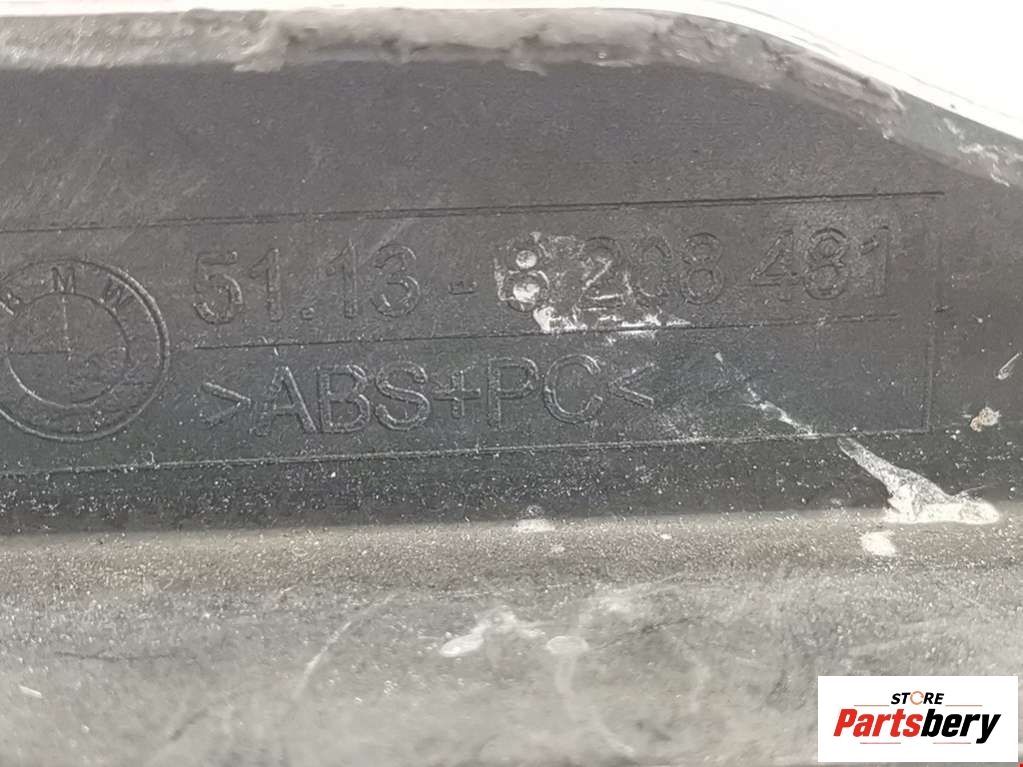 BMW
51.13 - 8 208 481
>ABS+PC<
STORE
Partsbery